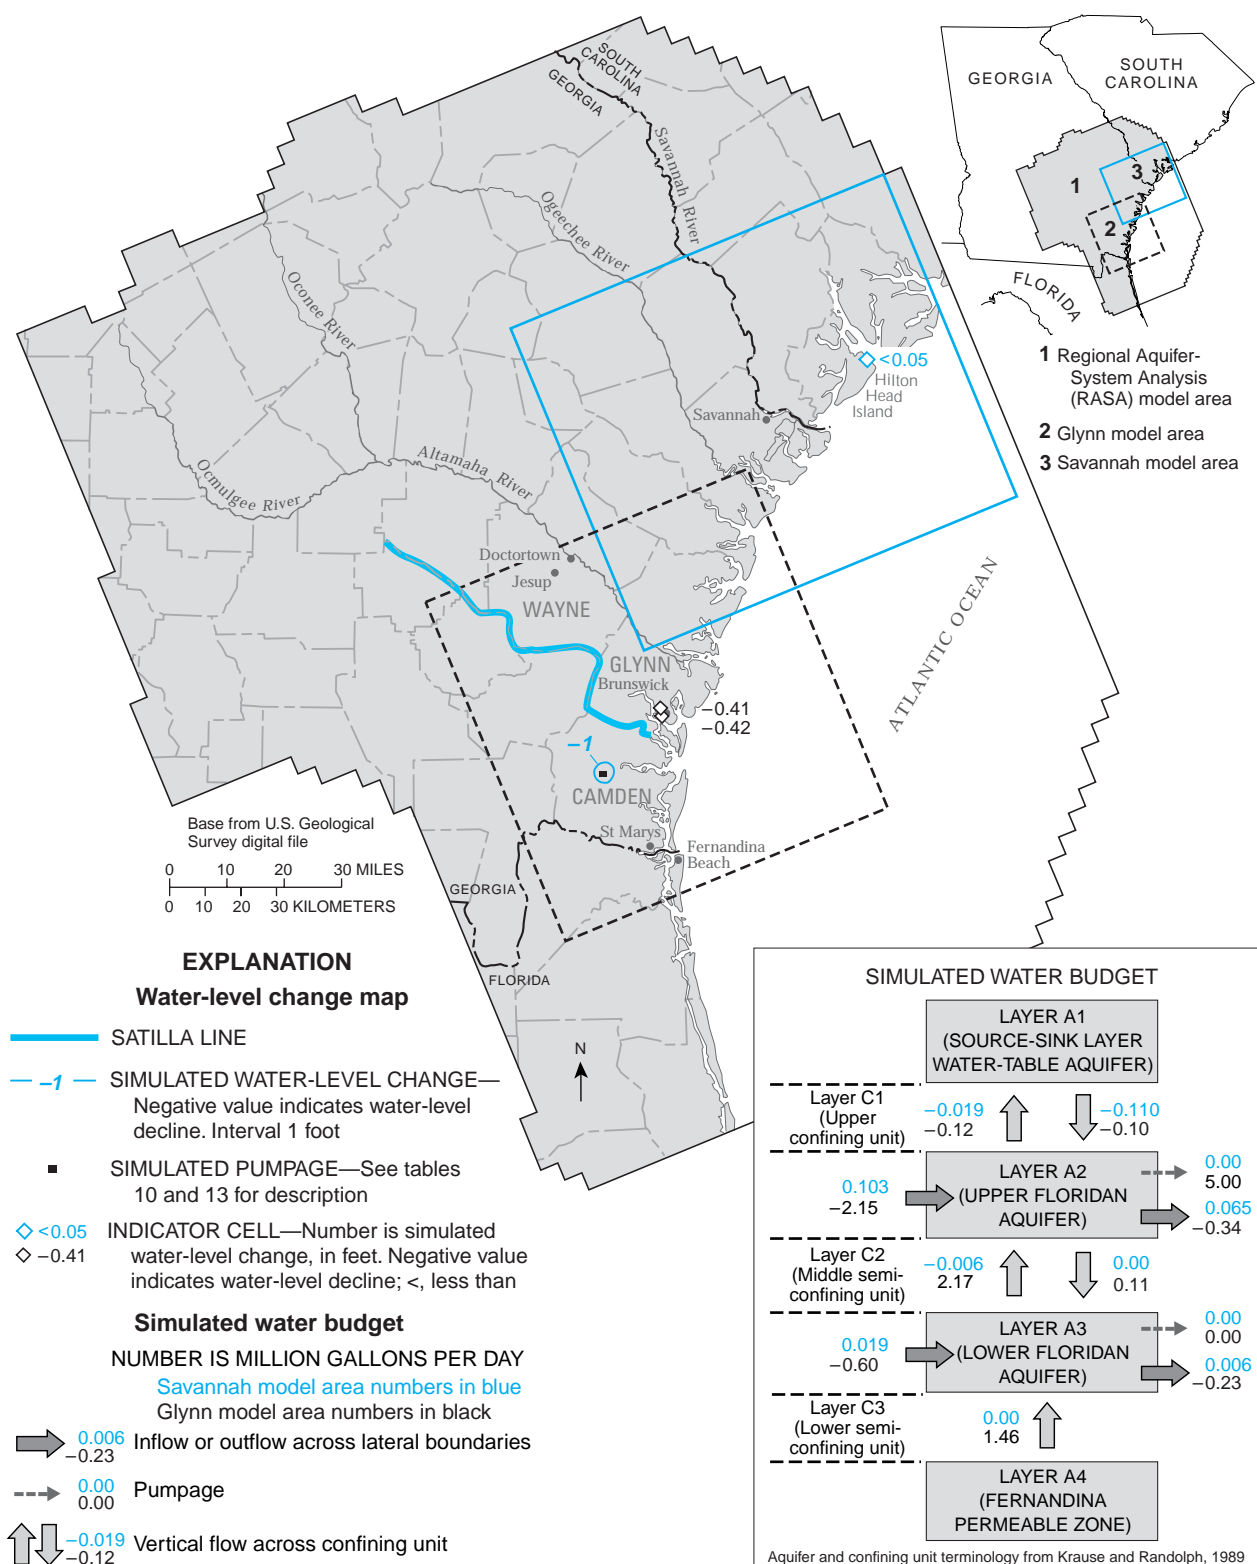 SOUTH
CAROLINA
GEORGIA
Savannah River
Ogeechee River
Oconee River
Ocmulgee River
Altamaha River
<0.05
Hilton
Head
Island
Savannah
Doctortown
Jesup
WAYNE
GLYNN
Brunswick
−0.41
−0.42
−1
CAMDEN
St Marys
Fernandina
Beach
ATLANTIC OCEAN
GEORGIA
FLORIDA
Base from U.S. Geological
Survey digital file
0 10 20 30 MILES
0 10 20 30 KILOMETERS
N
GEORGIA
SOUTH
CAROLINA
FLORIDA
1
2
3
1 Regional Aquifer-
System Analysis
(RASA) model area
2 Glynn model area
3 Savannah model area
EXPLANATION
Water-level change map
SATILLA LINE
−1 SIMULATED WATER-LEVEL CHANGE—
Negative value indicates water-level
decline. Interval 1 foot
SIMULATED PUMPAGE—See tables
10 and 13 for description
<0.05 INDICATOR CELL—Number is simulated
−0.41 water-level change, in feet. Negative value
indicates water-level decline; <, less than
Simulated water budget
NUMBER IS MILLION GALLONS PER DAY
Savannah model area numbers in blue
Glynn model area numbers in black
0.006 Inflow or outflow across lateral boundaries
−0.23
0.00 Pumpage
0.00
−0.019 Vertical flow across confining unit
−0.12
SIMULATED WATER BUDGET
LAYER A1
(SOURCE-SINK LAYER
WATER-TABLE AQUIFER)
Layer C1
(Upper
confining unit)
−0.019
−0.12
−0.110
−0.10
0.103
−2.15
LAYER A2
(UPPER FLORIDAN
AQUIFER)
0.00
5.00
0.065
−0.34
Layer C2
(Middle semi-
confining unit)
−0.006
2.17
0.00
0.11
0.019
−0.60
LAYER A3
(LOWER FLORIDAN
AQUIFER)
0.00
0.00
0.006
−0.23
Layer C3
(Lower semi-
confining unit)
0.00
1.46
LAYER A4
(FERNANDINA
PERMEABLE ZONE)
Aquifer and confining unit terminology from Krause and Randolph, 1989